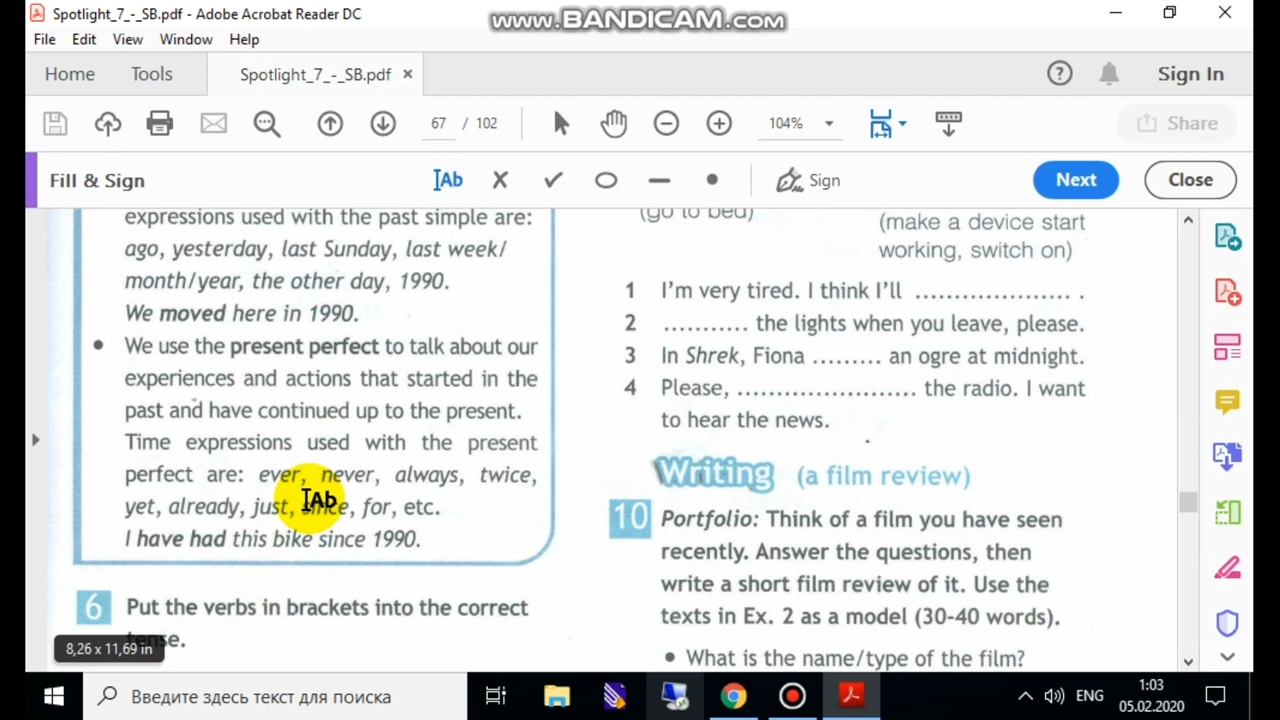 Spotlight_7_-_SB.pdf - Adobe Acrobat Reader DC
www.BANDICAM.com
File Edit View Window Help
Home Tools Spotlight_7_-_SB.pdf × Sign In
67 / 102 104% Share
Fill & Sign Ab Sign Next Close
expressions used with the past simple are:
ago, yesterday, last Sunday, last week/
month/year, the other day, 1990.
We moved here in 1990.
• We use the present perfect to talk about our
experiences and actions that started in the
past and have continued up to the present.
Time expressions used with the present
perfect are: ever, never, always, twice,
yet, already, just, since, for, etc.
I have had this bike since 1990.
6 Put the verbs in brackets into the correct
tense.
8,26 x 11,69 in
(go to bed)
(make a device start
working, switch on)
1 I'm very tired. I think I'll .................... .
2 ........... the lights when you leave, please.
3 In Shrek, Fiona ......... an ogre at midnight.
4 Please, ....................... the radio. I want
to hear the news.
Writing (a film review)
10 Portfolio: Think of a film you have seen
recently. Answer the questions, then
write a short film review of it. Use the
texts in Ex. 2 as a model (30-40 words).
• What is the name/type of the film?
Ab
Введите здесь текст для поиска
ENG
1:03
05.02.2020